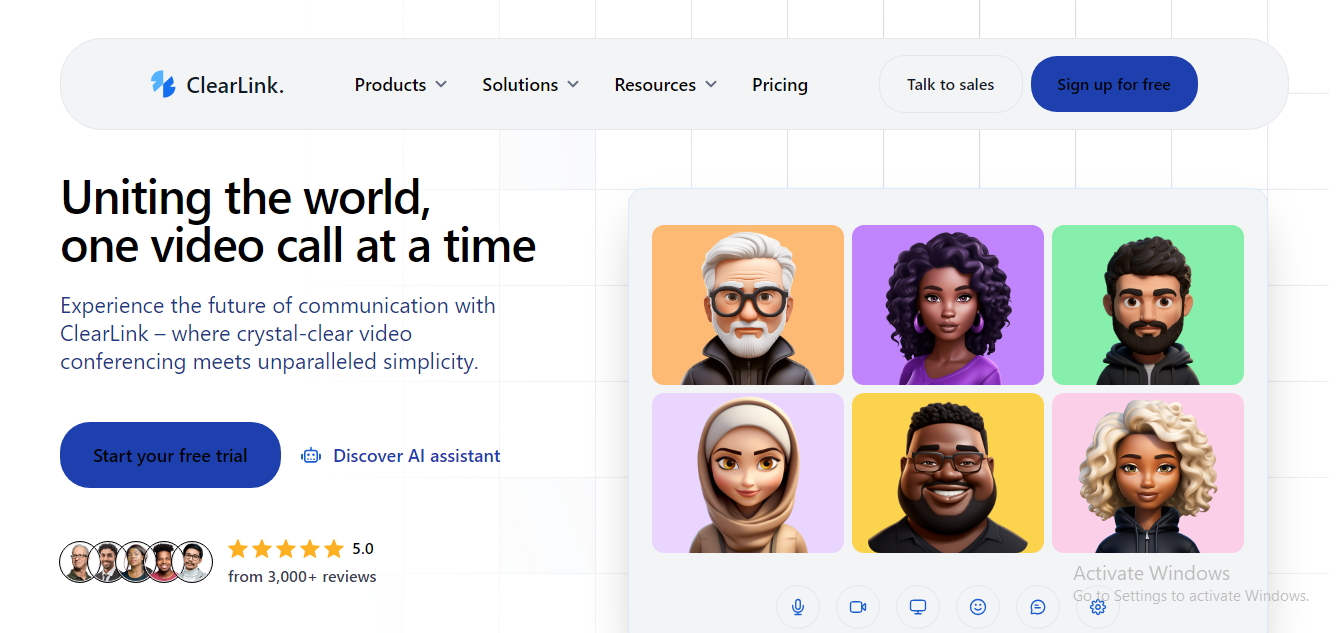 ClearLink.
Products
Solutions
Resources
Pricing
Talk to sales
Sign up for free
Uniting the world,
one video call at a time
Experience the future of communication with
ClearLink – where crystal-clear video
conferencing meets unparalleled simplicity.
Start your free trial
Discover AI assistant
5.0
from 3,000+ reviews
Activate Windows
Go to Settings to activate Windows.